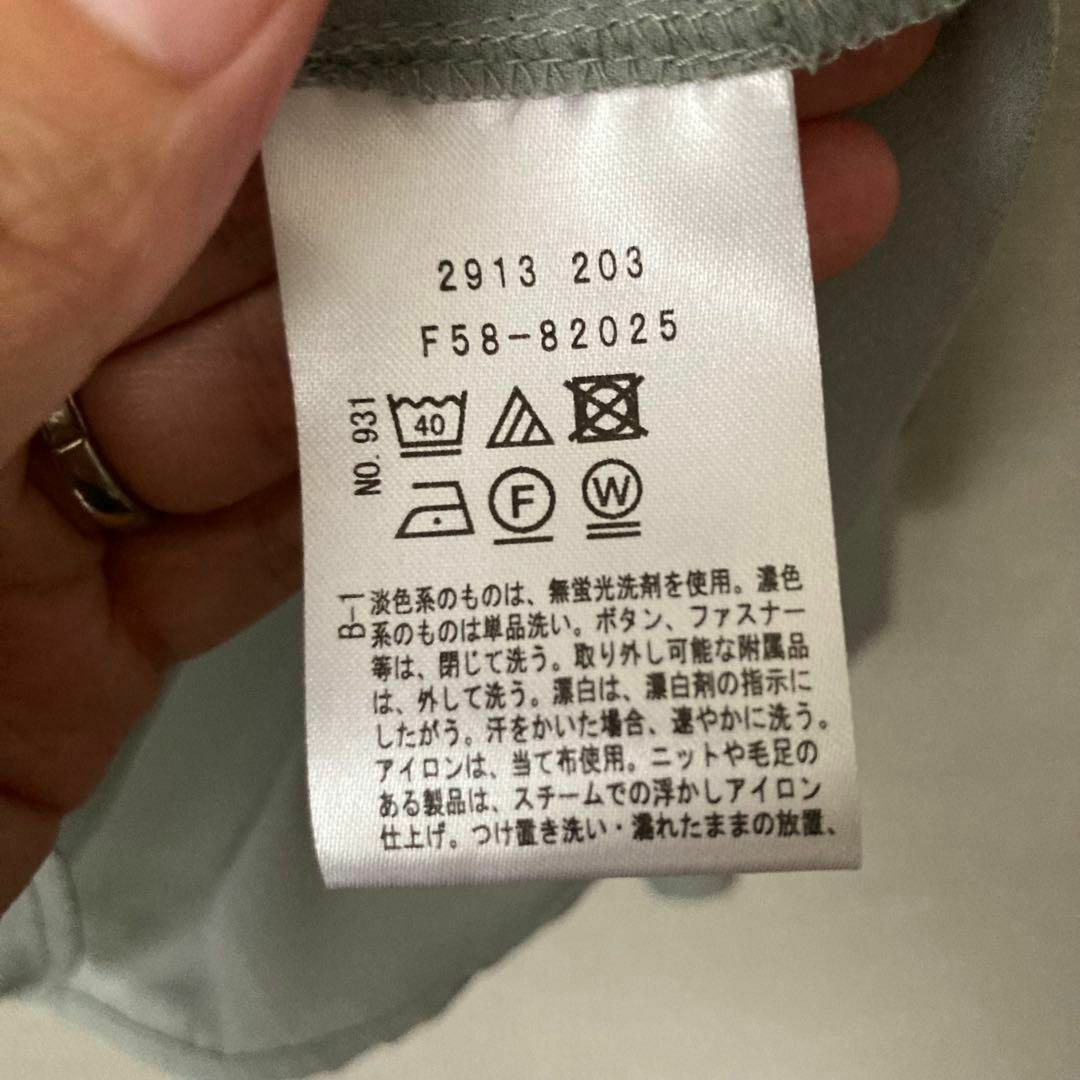 2913 203
F58-82025
NO. 931
40
F
W
B-1
淡色系のものは、無蛍光洗剤を使用。濃色
系のものは単品洗い。ボタン、ファスナー
等は、閉じて洗う。取り外し可能な附属品
は、外して洗う。漂白は、漂白剤の指示に
したがう。汗をかいた場合、速やかに洗う。
アイロンは、当て布使用。ニットや毛足の
ある製品は、スチームでの浮かしアイロン
仕上げ。つけ置き洗い・濡れたままの放置、